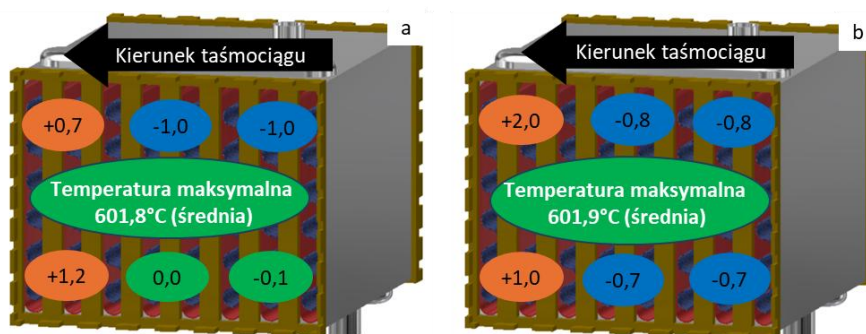 a
Kierunek taśmociągu
+0,7
-1,0
-1,0
Temperatura maksymalna
601,8°C (średnia)
+1,2
0,0
-0,1
b
Kierunek taśmociągu
+2,0
-0,8
-0,8
Temperatura maksymalna
601,9°C (średnia)
+1,0
-0,7
-0,7